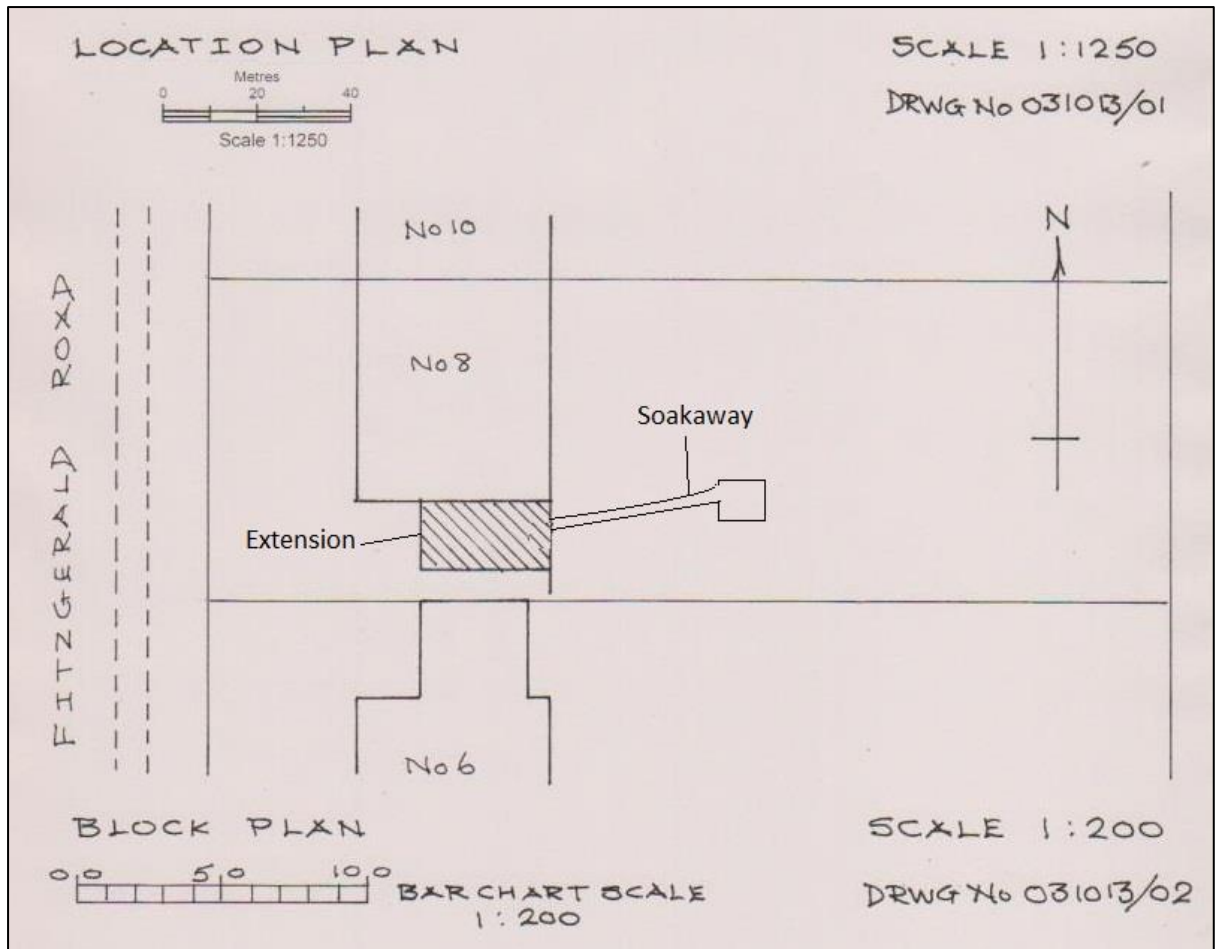 LOCATION PLAN
SCALE 1:1250
Metres
0 20 40
Scale 1:1250
DRWG No 031013/01
No 10
N
FITZGERALD ROAD
No 8
Soakaway
Extension
No 6
BLOCK PLAN
SCALE 1:200
0.0 5.0 10.0
BAR CHART SCALE
1:200
DRWG No 031013/02